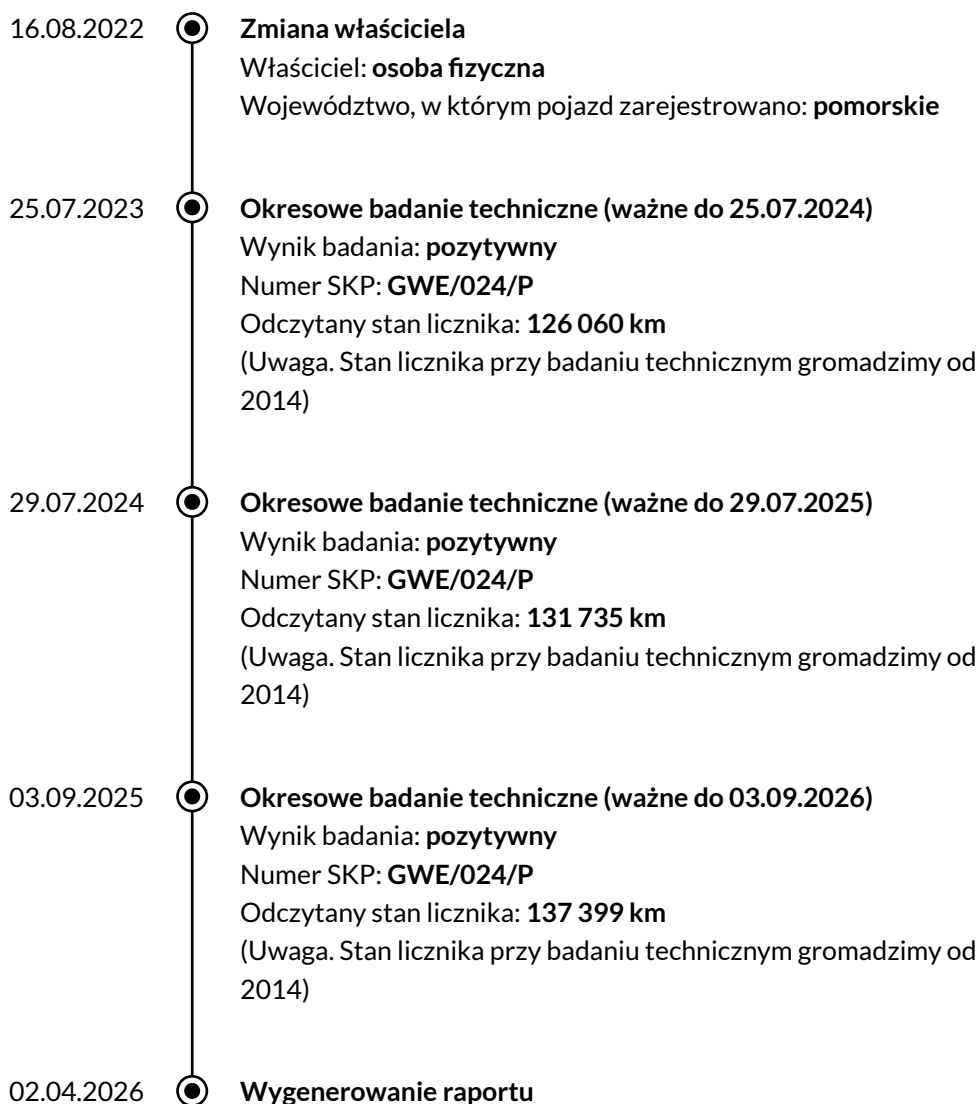 16.08.2022 Zmiana właściciela
Właściciel: osoba fizyczna
Województwo, w którym pojazd zarejestrowano: pomorskie
25.07.2023 Okresowe badanie techniczne (ważne do 25.07.2024)
Wynik badania: pozytywny
Numer SKP: GWE/024/P
Odczytany stan licznika: 126 060 km
(Uwaga. Stan licznika przy badaniu technicznym gromadzimy od
2014)
29.07.2024 Okresowe badanie techniczne (ważne do 29.07.2025)
Wynik badania: pozytywny
Numer SKP: GWE/024/P
Odczytany stan licznika: 131 735 km
(Uwaga. Stan licznika przy badaniu technicznym gromadzimy od
2014)
03.09.2025 Okresowe badanie techniczne (ważne do 03.09.2026)
Wynik badania: pozytywny
Numer SKP: GWE/024/P
Odczytany stan licznika: 137 399 km
(Uwaga. Stan licznika przy badaniu technicznym gromadzimy od
2014)
02.04.2026 Wygenerowanie raportu